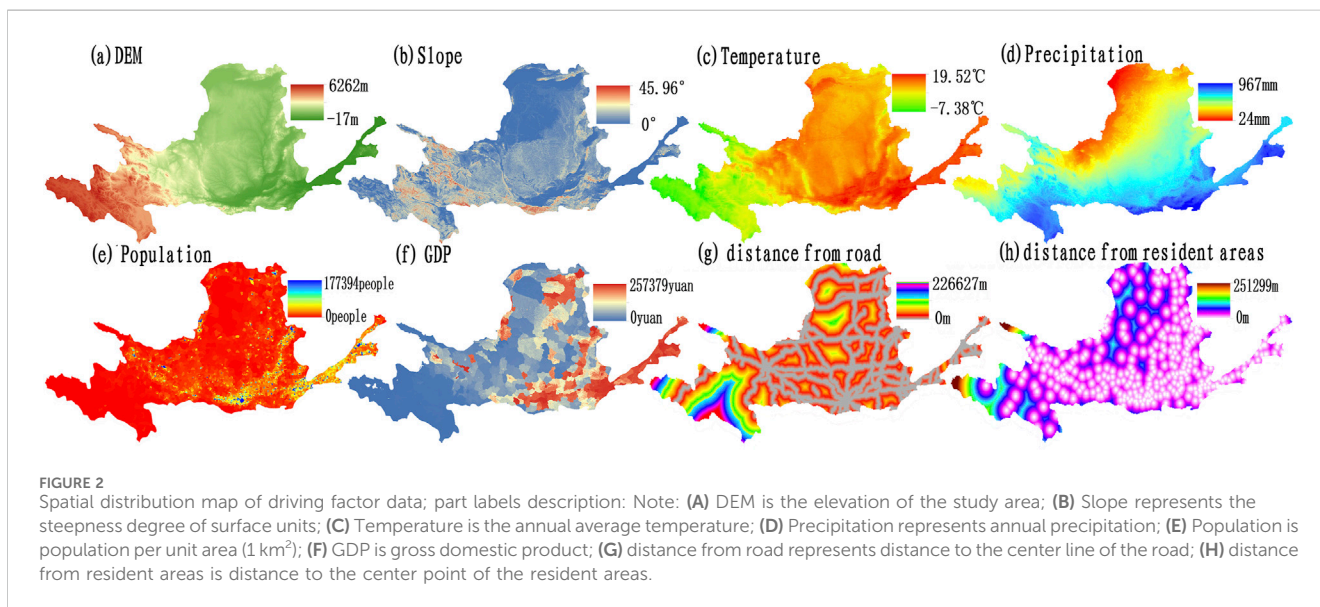 (a) DEM
6262m
-17m
(b) Slope
45.96°
0°
(c) Temperature
19.52℃
-7.38℃
(d) Precipitation
967mm
24mm
(e) Population
177394people
0people
(f) GDP
257379yuan
0yuan
(g) distance from road
226627m
0m
(h) distance from resident areas
251299m
0m
FIGURE 2
Spatial distribution map of driving factor data; part labels description: Note: (A) DEM is the elevation of the study area; (B) Slope represents the
steepness degree of surface units; (C) Temperature is the annual average temperature; (D) Precipitation represents annual precipitation; (E) Population is
population per unit area (1 km²); (F) GDP is gross domestic product; (G) distance from road represents distance to the center line of the road; (H) distance
from resident areas is distance to the center point of the resident areas.